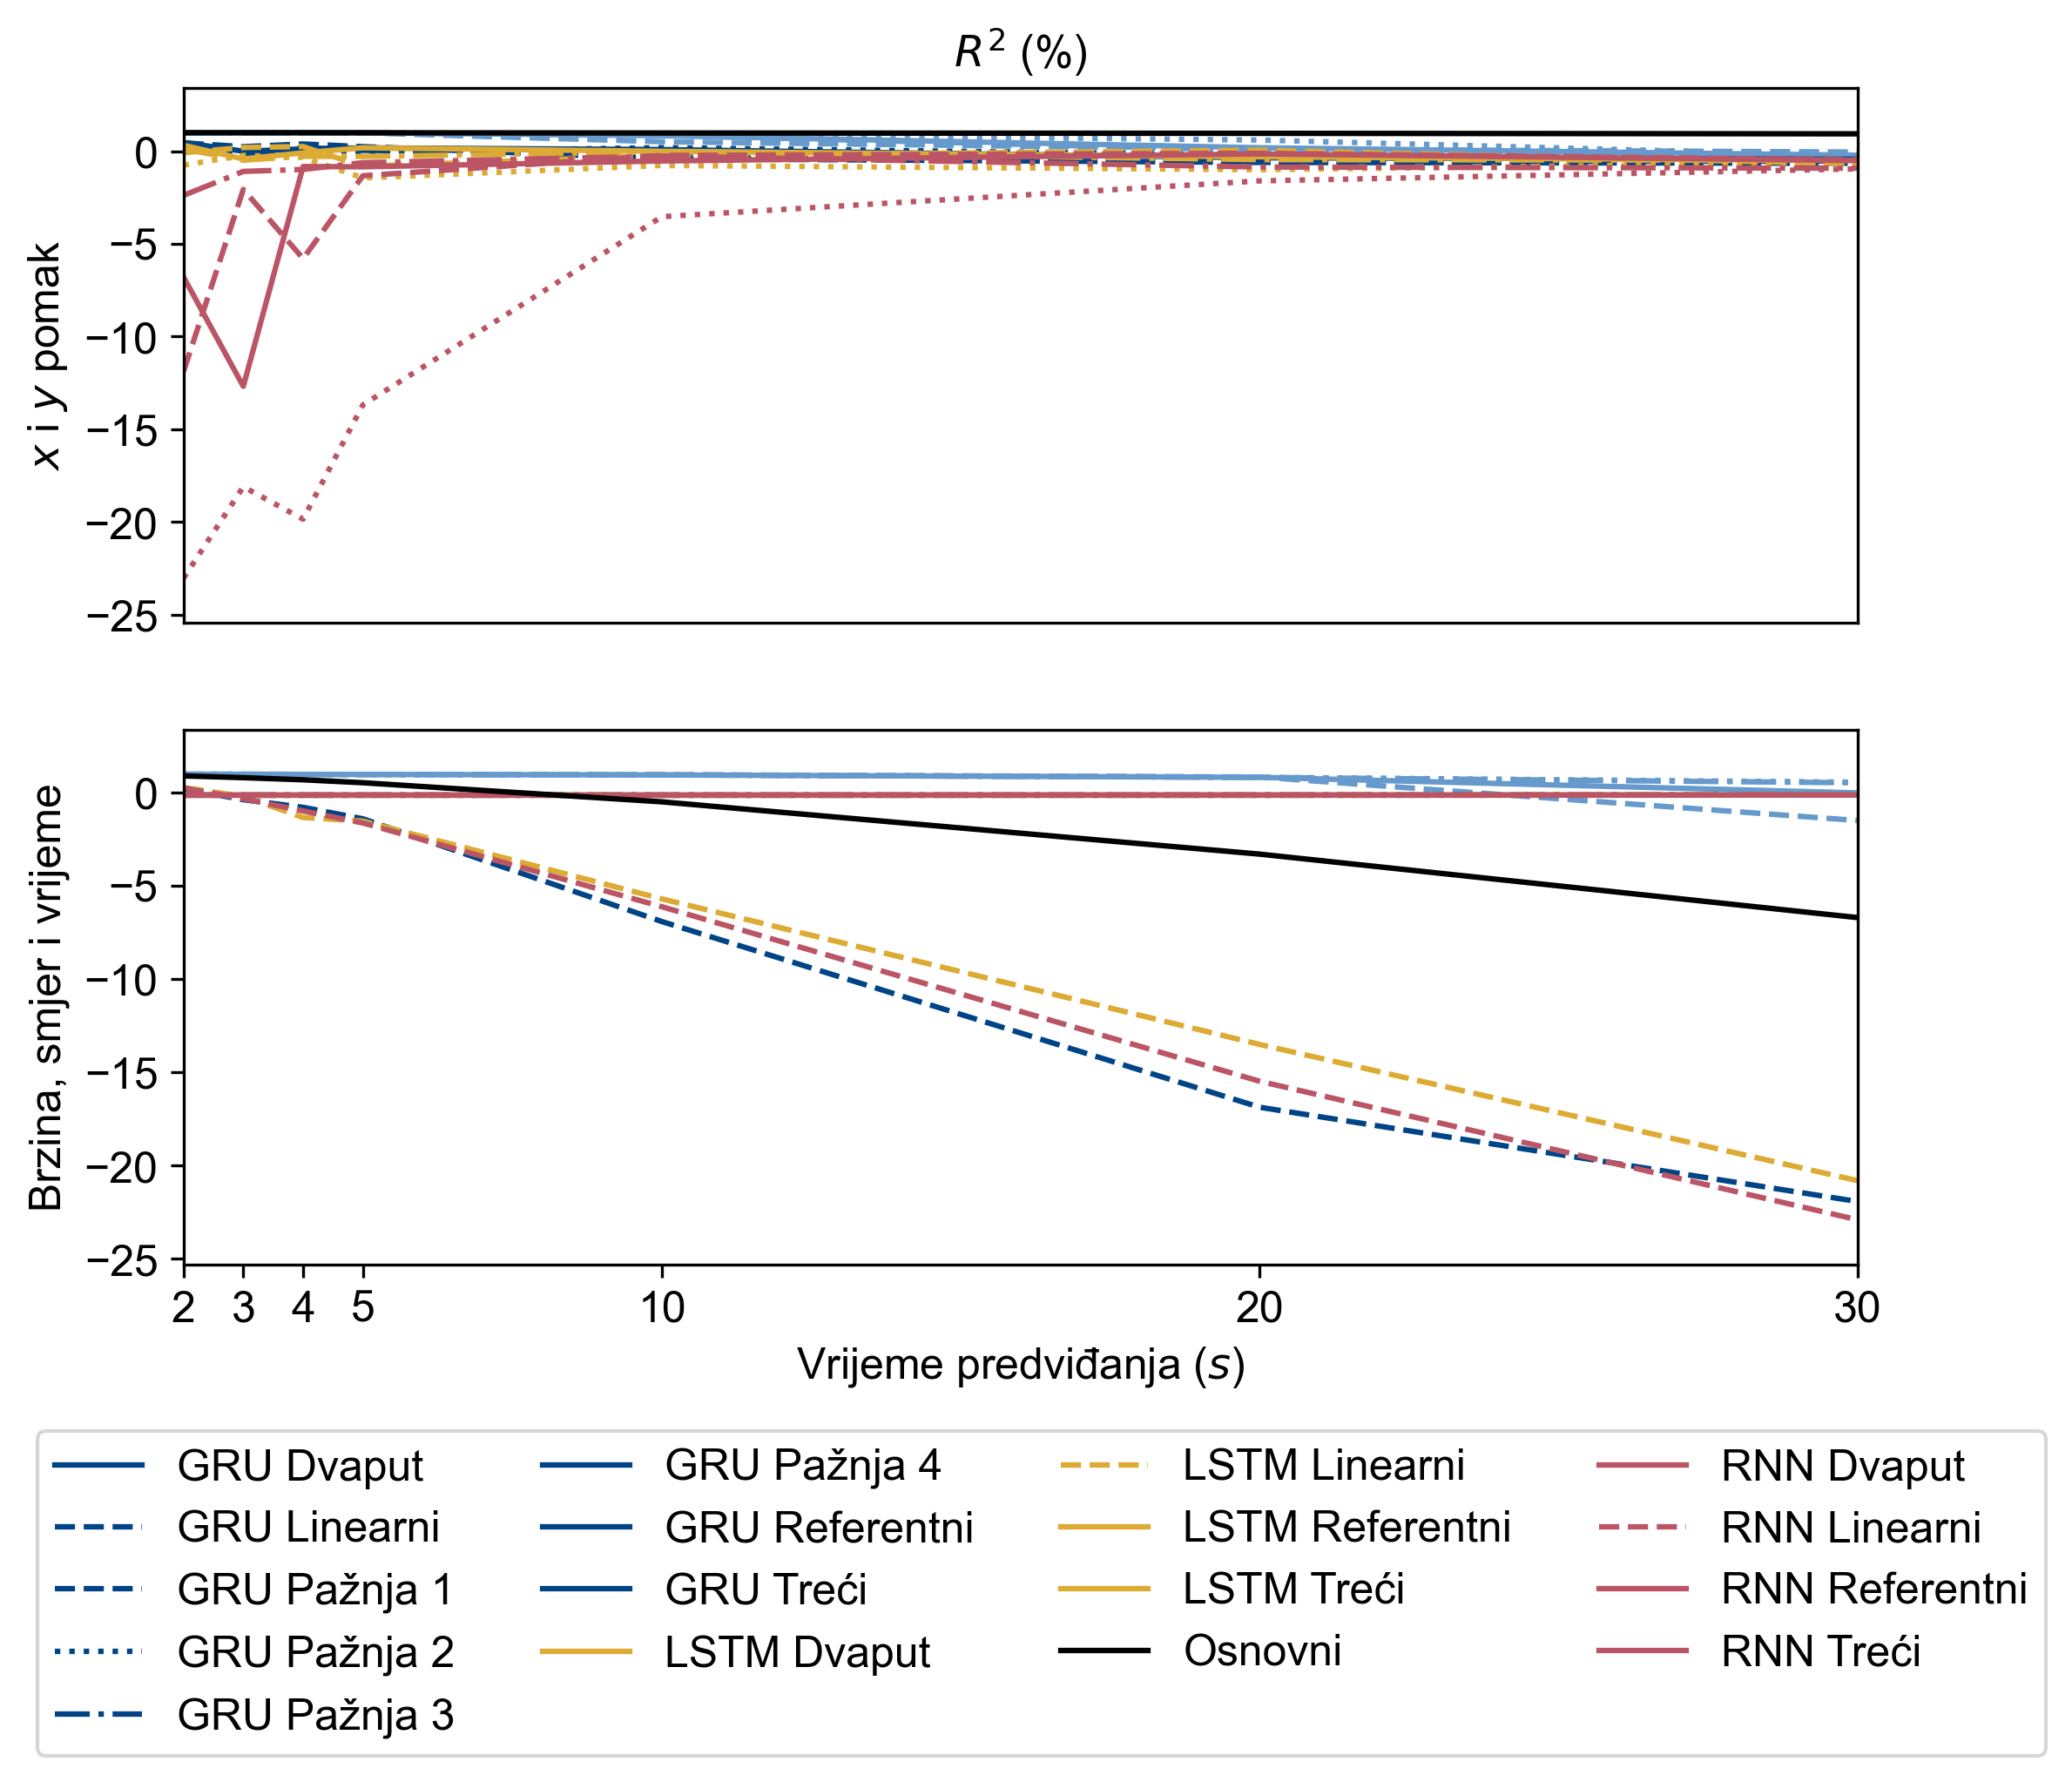 R² (%)
x i y pomak
0
−5
−10
−15
−20
−25
Brzina, smjer i vrijeme
0
−5
−10
−15
−20
−25
2 3 4 5 10 20 30
Vrijeme predviđanja (s)
GRU Dvaput
GRU Linearni
GRU Pažnja 1
GRU Pažnja 2
GRU Pažnja 3
GRU Pažnja 4
GRU Referentni
GRU Treći
LSTM Dvaput
LSTM Linearni
LSTM Referentni
LSTM Treći
Osnovni
RNN Dvaput
RNN Linearni
RNN Referentni
RNN Treći